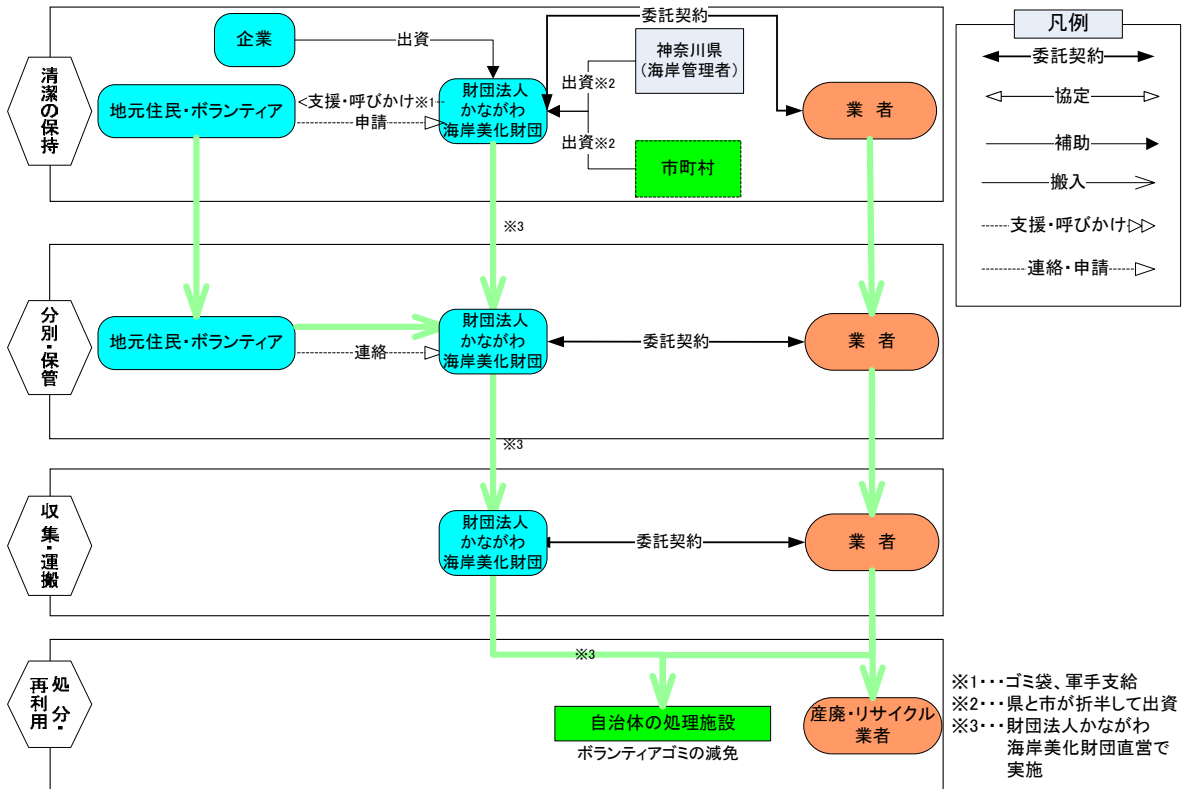 清潔の保持
企業
出資
委託契約
神奈川県
（海岸管理者）
地元住民・ボランティア
<支援・呼びかけ※1
申請
財団法人
かながわ
海岸美化財団
出資※2
出資※2
市町村
業 者
※3
分別・保管
地元住民・ボランティア
連絡
財団法人
かながわ
海岸美化財団
委託契約
業 者
※3
収集・運搬
財団法人
かながわ
海岸美化財団
委託契約
業 者
処分・
再利用
※3
自治体の処理施設
ボランティアゴミの減免
産廃・リサイクル
業者
凡例
委託契約
協定
補助
搬入
支援・呼びかけ
連絡・申請
※1・・・ゴミ袋、軍手支給
※2・・・県と市が折半して出資
※3・・・財団法人かながわ
海岸美化財団直営で
実施